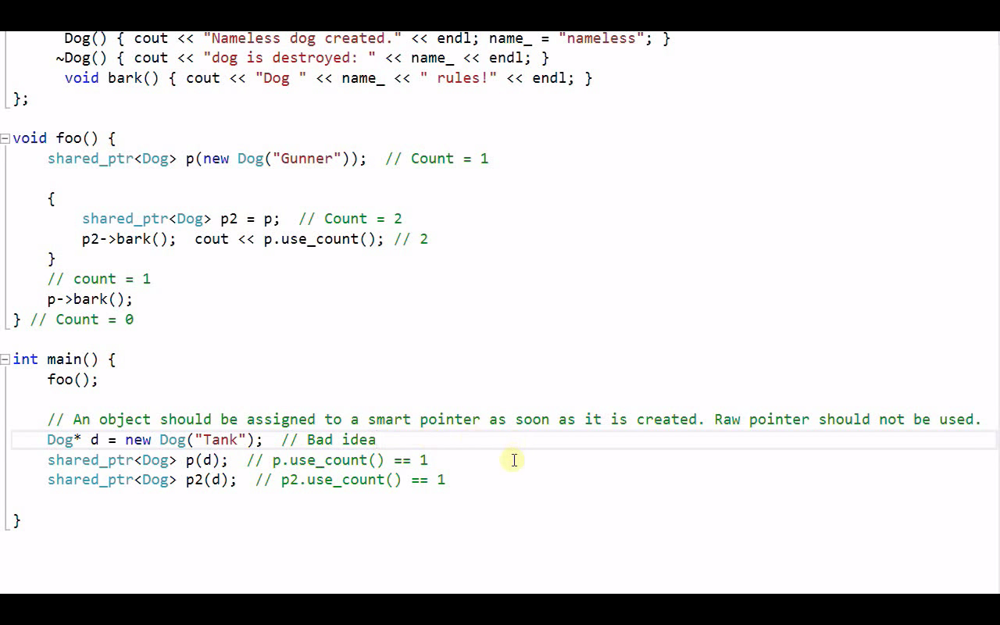 Dog() { cout << "Nameless dog created." << endl; name_ = "nameless"; }
~Dog() { cout << "dog is destroyed: " << name_ << endl; }
void bark() { cout << "Dog " << name_ << " rules!" << endl; }
};
void foo() {
shared_ptr<Dog> p(new Dog("Gunner"));  // Count = 1
{
shared_ptr<Dog> p2 = p;  // Count = 2
p2->bark();  cout << p.use_count(); // 2
}
// count = 1
p->bark();
} // Count = 0
int main() {
foo();
// An object should be assigned to a smart pointer as soon as it is created. Raw pointer should not be used.
Dog* d = new Dog("Tank");  // Bad idea
shared_ptr<Dog> p(d);  // p.use_count() == 1
shared_ptr<Dog> p2(d);  // p2.use_count() == 1
}